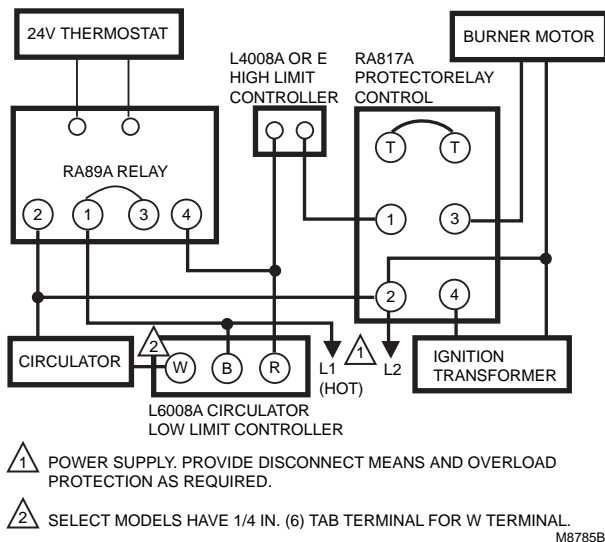 24V THERMOSTAT
BURNER MOTOR
L4008A OR E
HIGH LIMIT
CONTROLLER
RA817A
PROTECTORELAY
CONTROL
RA89A RELAY
T T
2 1 3 4
1 3
2 4
CIRCULATOR
2
W B R
L1
(HOT)
1
L2
IGNITION
TRANSFORMER
L6008A CIRCULATOR
LOW LIMIT CONTROLLER
1 POWER SUPPLY. PROVIDE DISCONNECT MEANS AND OVERLOAD
PROTECTION AS REQUIRED.
2 SELECT MODELS HAVE 1/4 IN. (6) TAB TERMINAL FOR W TERMINAL.
M8785B